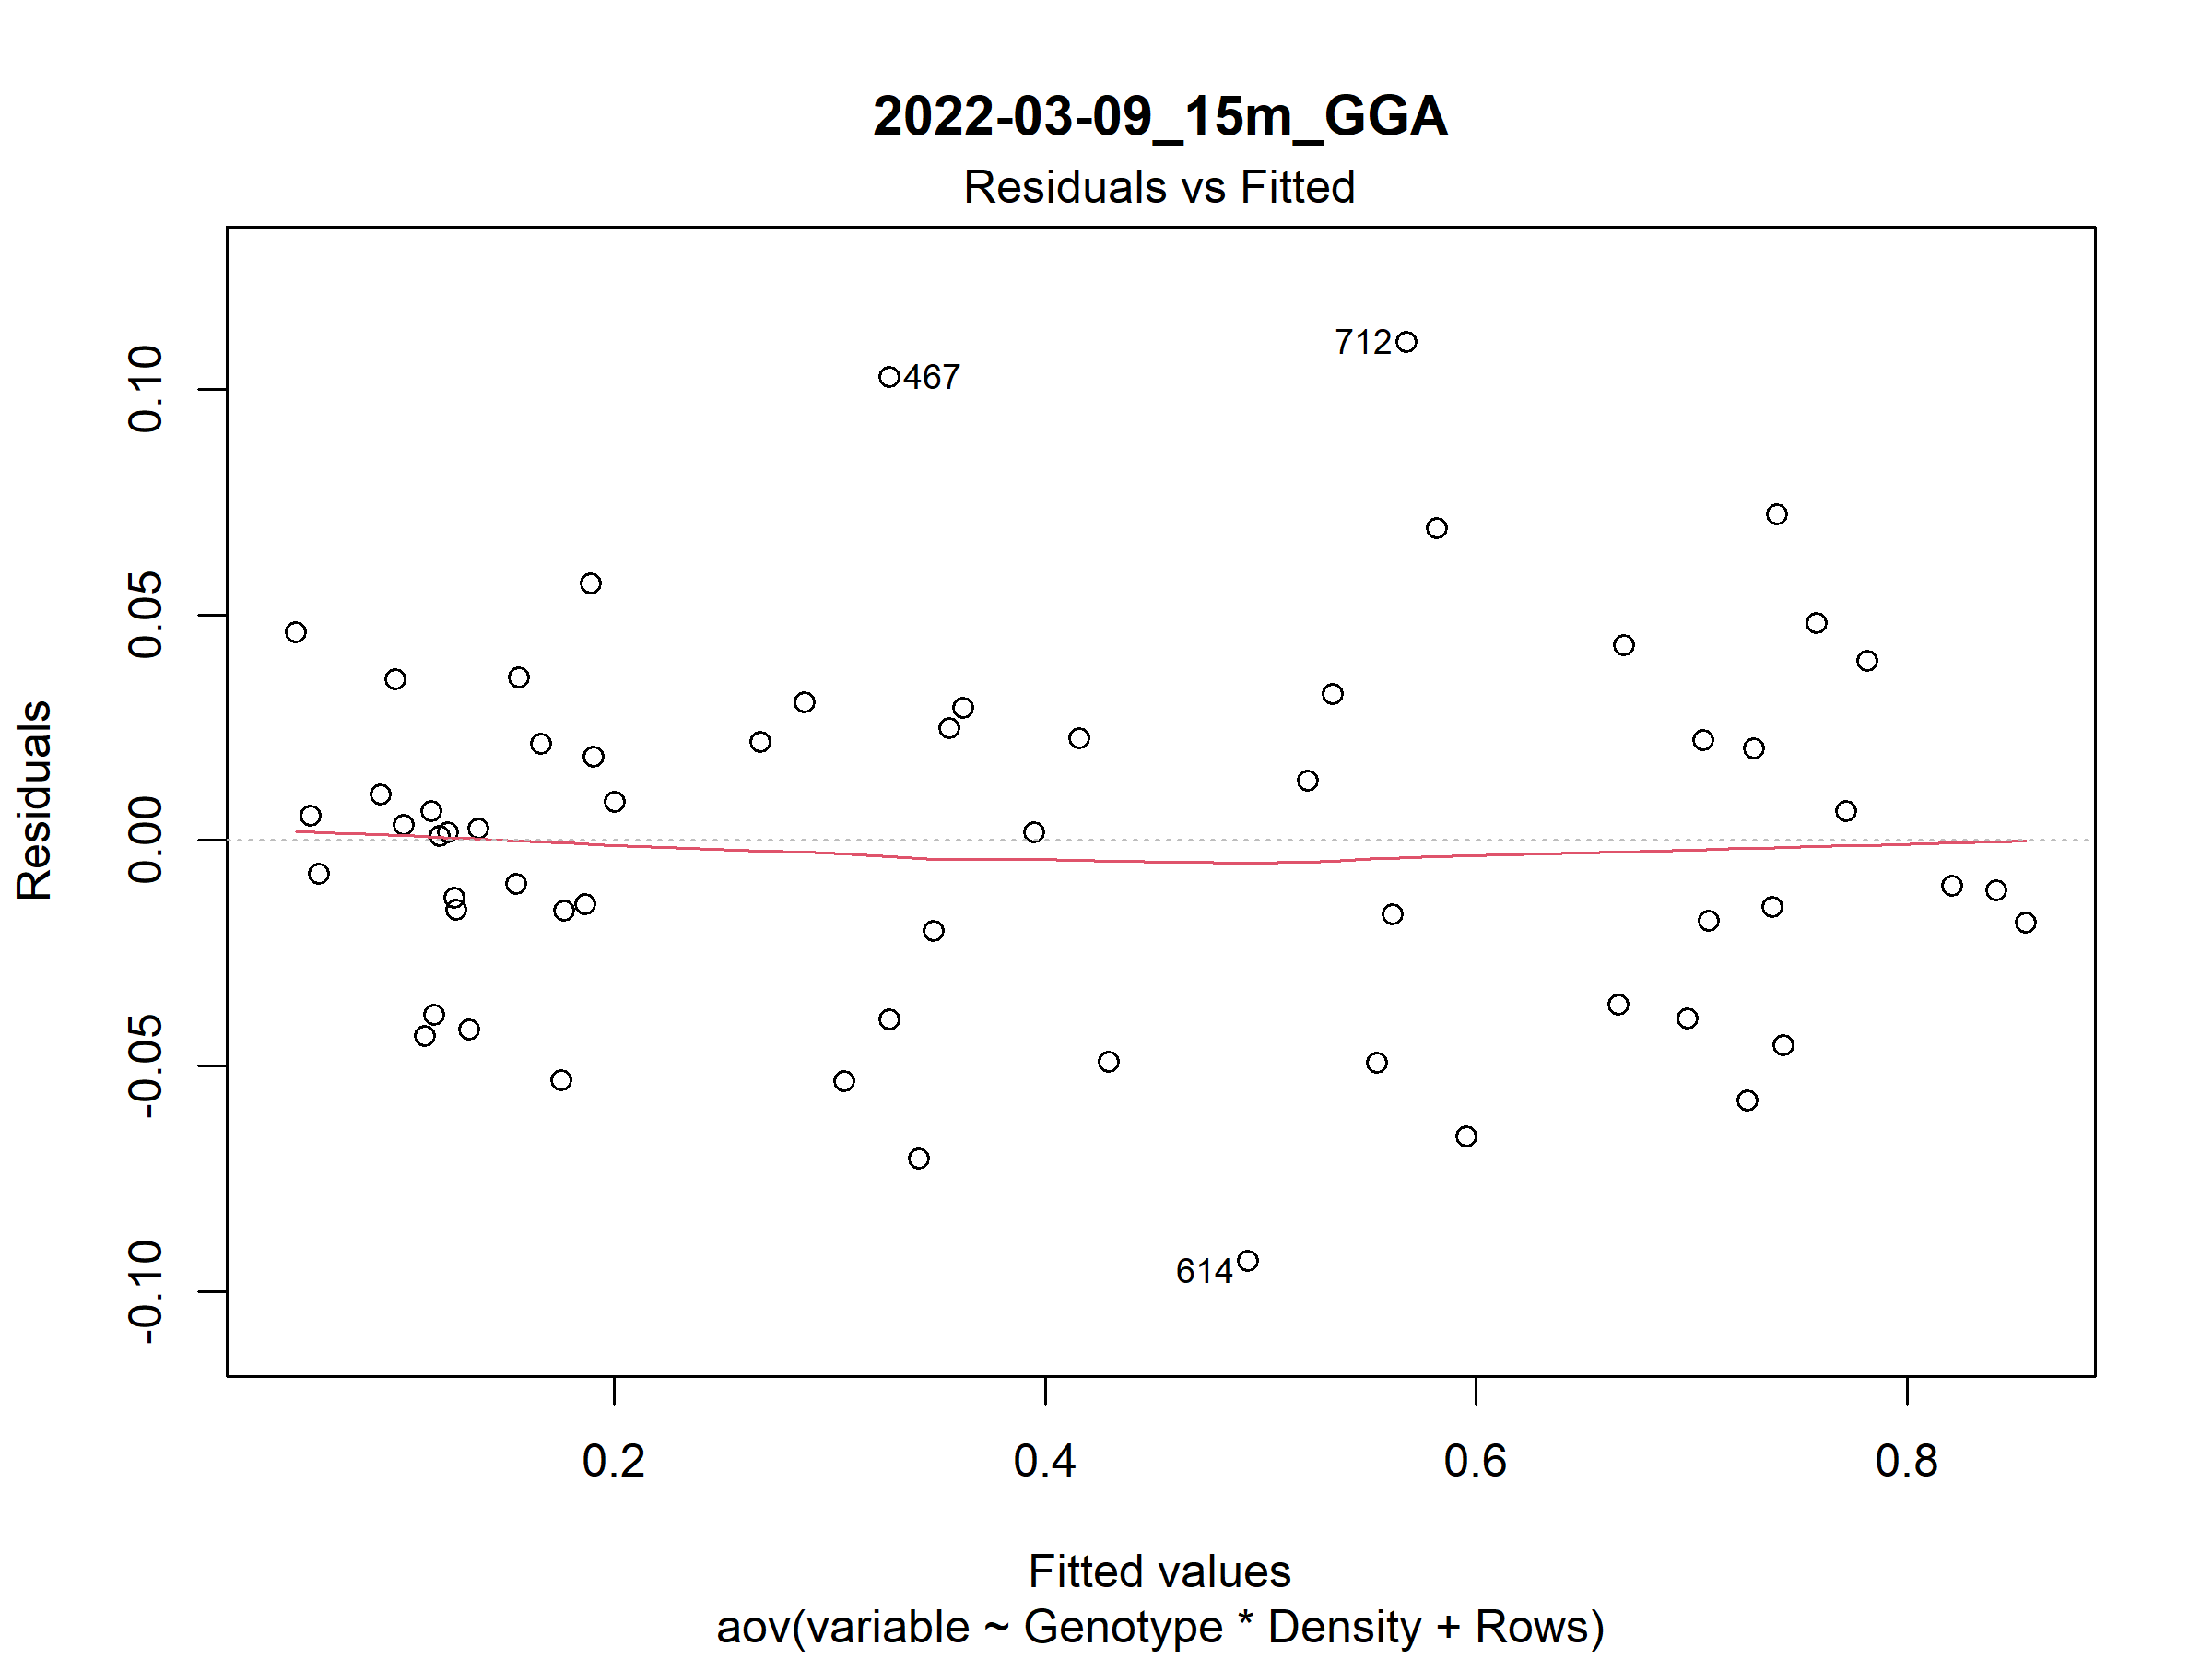 2022-03-09_15m_GGA
Residuals vs Fitted
712
467
614
Residuals
0.10
0.05
0.00
-0.05
-0.10
0.2 0.4 0.6 0.8
Fitted values
aov(variable ~ Genotype * Density + Rows)